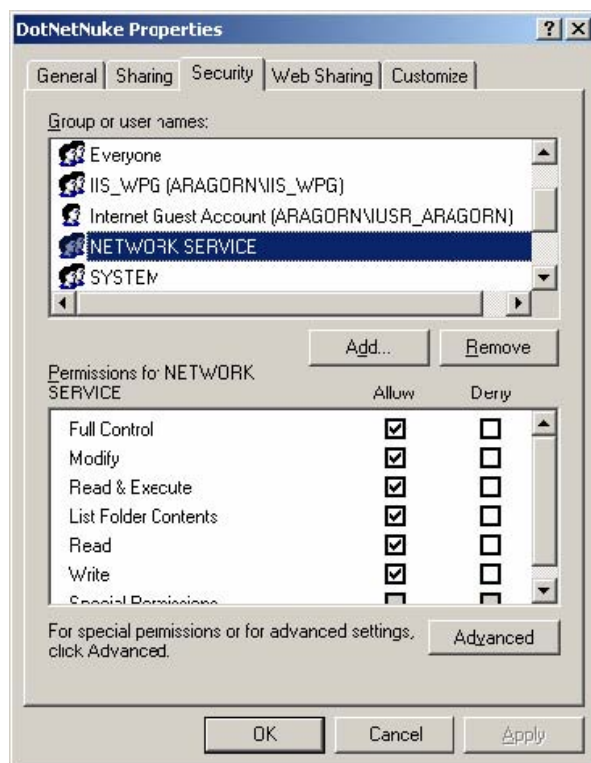 DotNetNuke Properties
General Sharing Security Web Sharing Customize
Group or user names:
Everyone
IIS_WPG (ARAGORN\IIS_WPG)
Internet Guest Account (ARAGORN\IUSR_ARAGORN)
NETWORK SERVICE
SYSTEM
Add... Remove
Permissions for NETWORK
SERVICE Allow Deny
Full Control
Modify
Read & Execute
List Folder Contents
Read
Write
Special Permissions
For special permissions or for advanced settings,
click Advanced.
Advanced
OK Cancel Apply